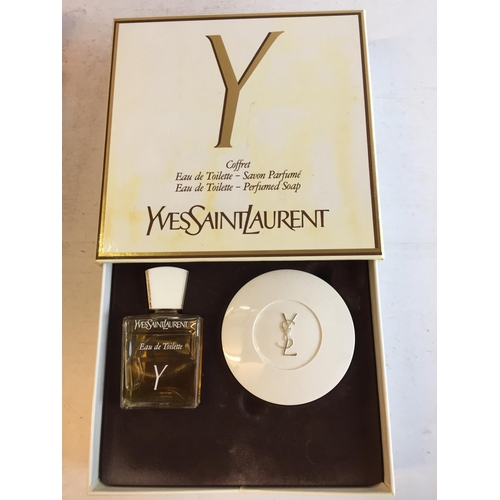 Y
Coffret
Eau de Toilette – Savon Parfumé
Eau de Toilette – Perfumed Soap
YVESSAINTLAURENT
YVESSAINTLAURENT
Eau de Toilette
Y
YSL